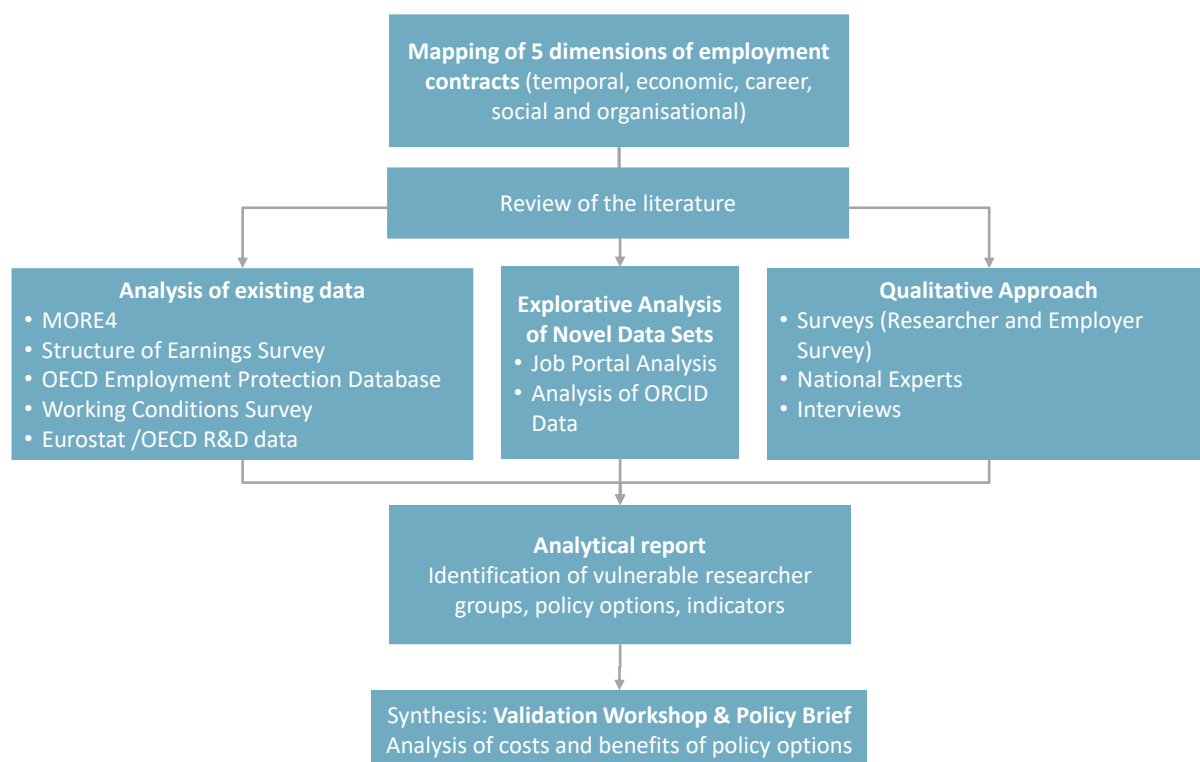 Mapping of 5 dimensions of employment
contracts (temporal, economic, career,
social and organisational)
Review of the literature
Analysis of existing data
• MORE4
• Structure of Earnings Survey
• OECD Employment Protection Database
• Working Conditions Survey
• Eurostat /OECD R&D data
Explorative Analysis
of Novel Data Sets
• Job Portal Analysis
• Analysis of ORCID
Data
Qualitative Approach
• Surveys (Researcher and Employer
Survey)
• National Experts
• Interviews
Analytical report
Identification of vulnerable researcher
groups, policy options, indicators
Synthesis: Validation Workshop & Policy Brief
Analysis of costs and benefits of policy options